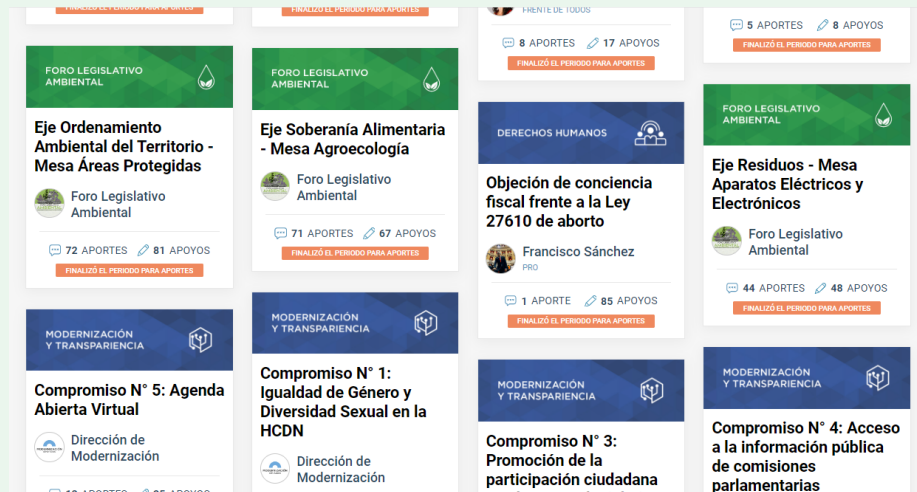 FINALIZÓ EL PERIODO PARA APORTES
FORO LEGISLATIVO
AMBIENTAL
Eje Ordenamiento
Ambiental del Territorio -
Mesa Áreas Protegidas
Foro Legislativo
Ambiental
72 APORTES 81 APOYOS
FINALIZÓ EL PERIODO PARA APORTES
MODERNIZACIÓN
Y TRANSPARENCIA
Compromiso N° 5: Agenda
Abierta Virtual
Dirección de
Modernización
FINALIZÓ EL PERIODO PARA APORTES
FORO LEGISLATIVO
AMBIENTAL
Eje Soberanía Alimentaria
- Mesa Agroecología
Foro Legislativo
Ambiental
71 APORTES 67 APOYOS
FINALIZÓ EL PERIODO PARA APORTES
MODERNIZACIÓN
Y TRANSPARENCIA
Compromiso N° 1:
Igualdad de Género y
Diversidad Sexual en la
HCDN
Dirección de
Modernización
FRENTE DE TODOS
8 APORTES 17 APOYOS
FINALIZÓ EL PERIODO PARA APORTES
DERECHOS HUMANOS
Objeción de conciencia
fiscal frente a la Ley
27610 de aborto
Francisco Sánchez
PRO
1 APORTE 85 APOYOS
FINALIZÓ EL PERIODO PARA APORTES
MODERNIZACIÓN
Y TRANSPARENCIA
Compromiso N° 3:
Promoción de la
participación ciudadana
5 APORTES 8 APOYOS
FINALIZÓ EL PERIODO PARA APORTES
FORO LEGISLATIVO
AMBIENTAL
Eje Residuos - Mesa
Aparatos Eléctricos y
Electrónicos
Foro Legislativo
Ambiental
44 APORTES 48 APOYOS
FINALIZÓ EL PERIODO PARA APORTES
MODERNIZACIÓN
Y TRANSPARENCIA
Compromiso N° 4: Acceso
a la información pública
de comisiones
parlamentarias